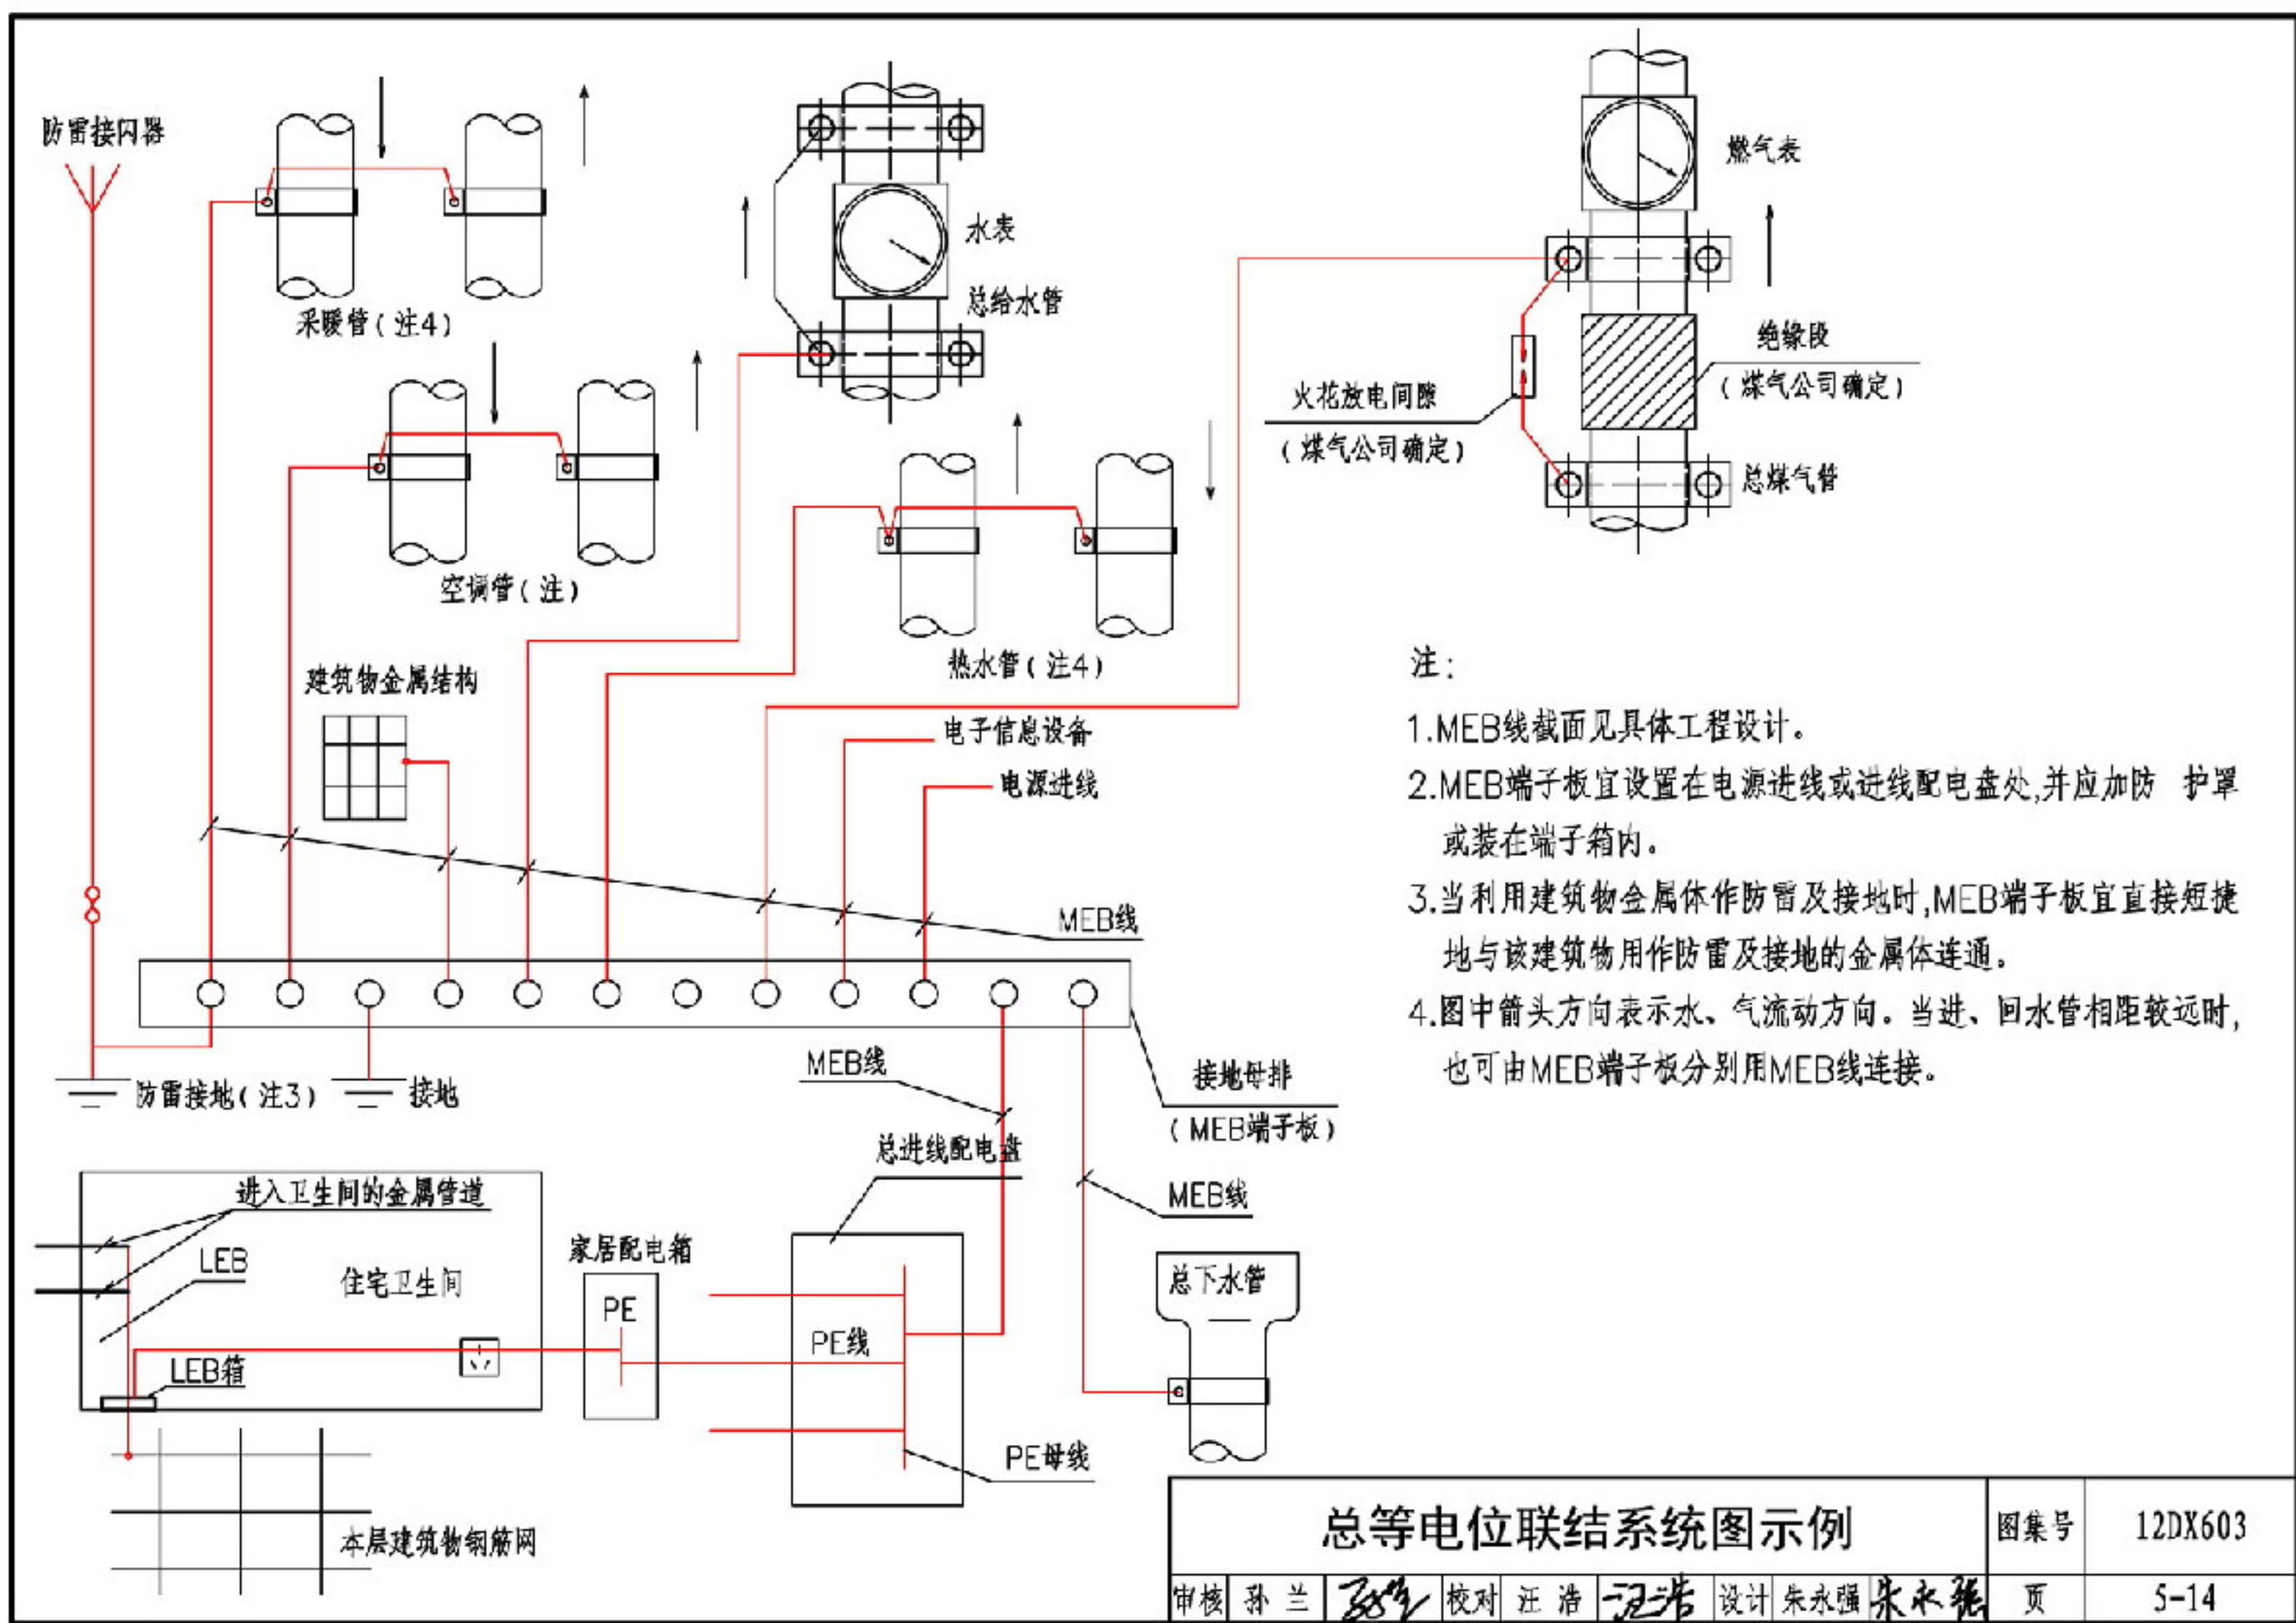 防雷接闪器
采暖管(注4)
水表
总给水管
燃气表
绝缘段
(煤气公司确定)
火花放电间隙
(煤气公司确定)
总煤气管
空调管(注)
热水管(注4)
建筑物金属结构
电子信息设备
电源进线
MEB线
注:
1.MEB线截面见具体工程设计。
2.MEB端子板宜设置在电源进线或进线配电盘处,并应加防 护罩
或装在端子箱内。
3.当利用建筑物金属体作防雷及接地时,MEB端子板宜直接短捷
地与该建筑物用作防雷及接地的金属体连通。
4.图中箭头方向表示水、气流动方向。当进、回水管相距较远时,
也可由MEB端子板分别用MEB线连接。
防雷接地(注3)
接地
MEB线
接地母排
(MEB端子板)
总进线配电盘
MEB线
进入卫生间的金属管道
LEB
住宅卫生间
LEB箱
家居配电箱
PE
PE线
PE母线
总下水管
本层建筑物钢筋网
总等电位联结系统图示例
图集号
12DX603
审核 孙兰 校对 汪浩 汪浩 设计 朱永强 朱永强 页 5-14